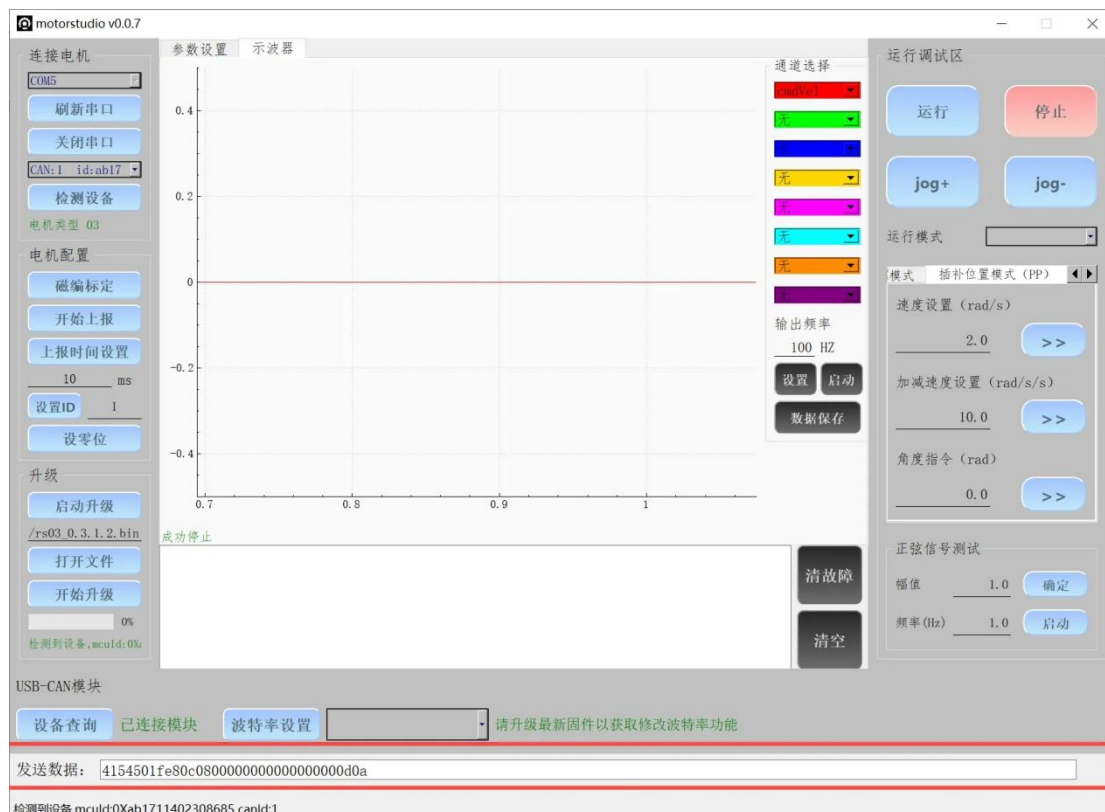 motorstudio v0.0.7
连接电机
COM5
刷新串口
关闭串口
CAN:1 id:ab17
检测设备
电机类型 03
电机配置
磁编标定
开始上报
上报时间设置
10 ms
设置ID 1
设零位
升级
启动升级
/rs03_0.3.1.2.bin
打开文件
开始升级
0%
检测到设备,mcuId:0X
参数设置 示波器
0.4
0.2
0
-0.2
-0.4
0.7 0.8 0.9 1
通道选择
cmdVel
无
无
无
无
无
无
输出频率
100 HZ
设置 启动
数据保存
成功停止
清故障
清空
运行调试区
运行 停止
jog+ jog-
运行模式
模式 插补位置模式（PP）
速度设置（rad/s）
2.0 >>
加减速度设置（rad/s/s）
10.0 >>
角度指令（rad）
0.0 >>
正弦信号测试
幅值 1.0 确定
频率(Hz) 1.0 启动
USB-CAN模块
设备查询 已连接模块 波特率设置 请升级最新固件以获取修改波特率功能
发送数据： 4154501fe80c0800000000000000000d0a
检测到设备 mcuId:0Xab1711402308685 canId:1